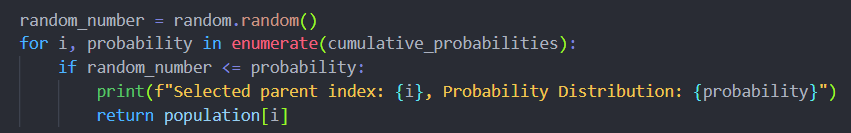 random_number = random.random()
for i, probability in enumerate(cumulative_probabilities):
    if random_number <= probability:
        print(f"Selected parent index: {i}, Probability Distribution: {probability}")
        return population[i]